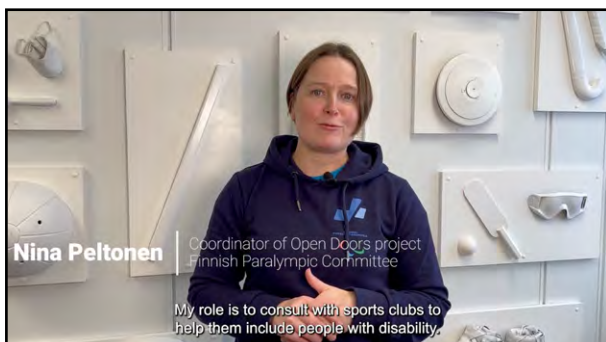 Nina Peltonen
Coordinator of Open Doors project
Finnish Paralympic Committee
My role is to consult with sports clubs to
help them include people with disability.